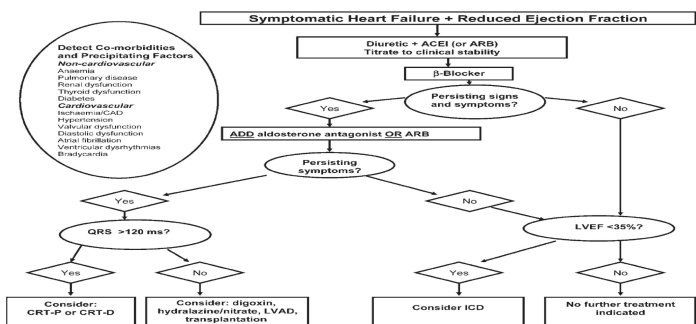 Symptomatic Heart Failure + Reduced Ejection Fraction
Detect Co-morbidities
and Precipitating Factors
Non-cardiovascular
Anaemia
Pulmonary disease
Renal dysfunction
Thyroid dysfunction
Diabetes
Cardiovascular
Ischaemia/CAD
Hypertension
Valvular dysfunction
Diastolic dysfunction
Atrial fibrillation
Ventricular dysrhythmias
Bradycardia
Diuretic + ACEI (or ARB)
Titrate to clinical stability
β-Blocker
Persisting signs
and symptoms?
Yes
No
ADD aldosterone antagonist OR ARB
Persisting
symptoms?
Yes
No
QRS >120 ms?
LVEF <35%?
Yes
No
Yes
No
Consider:
CRT-P or CRT-D
Consider: digoxin,
hydralazine/nitrate, LVAD,
transplantation
Consider ICD
No further treatment
indicated